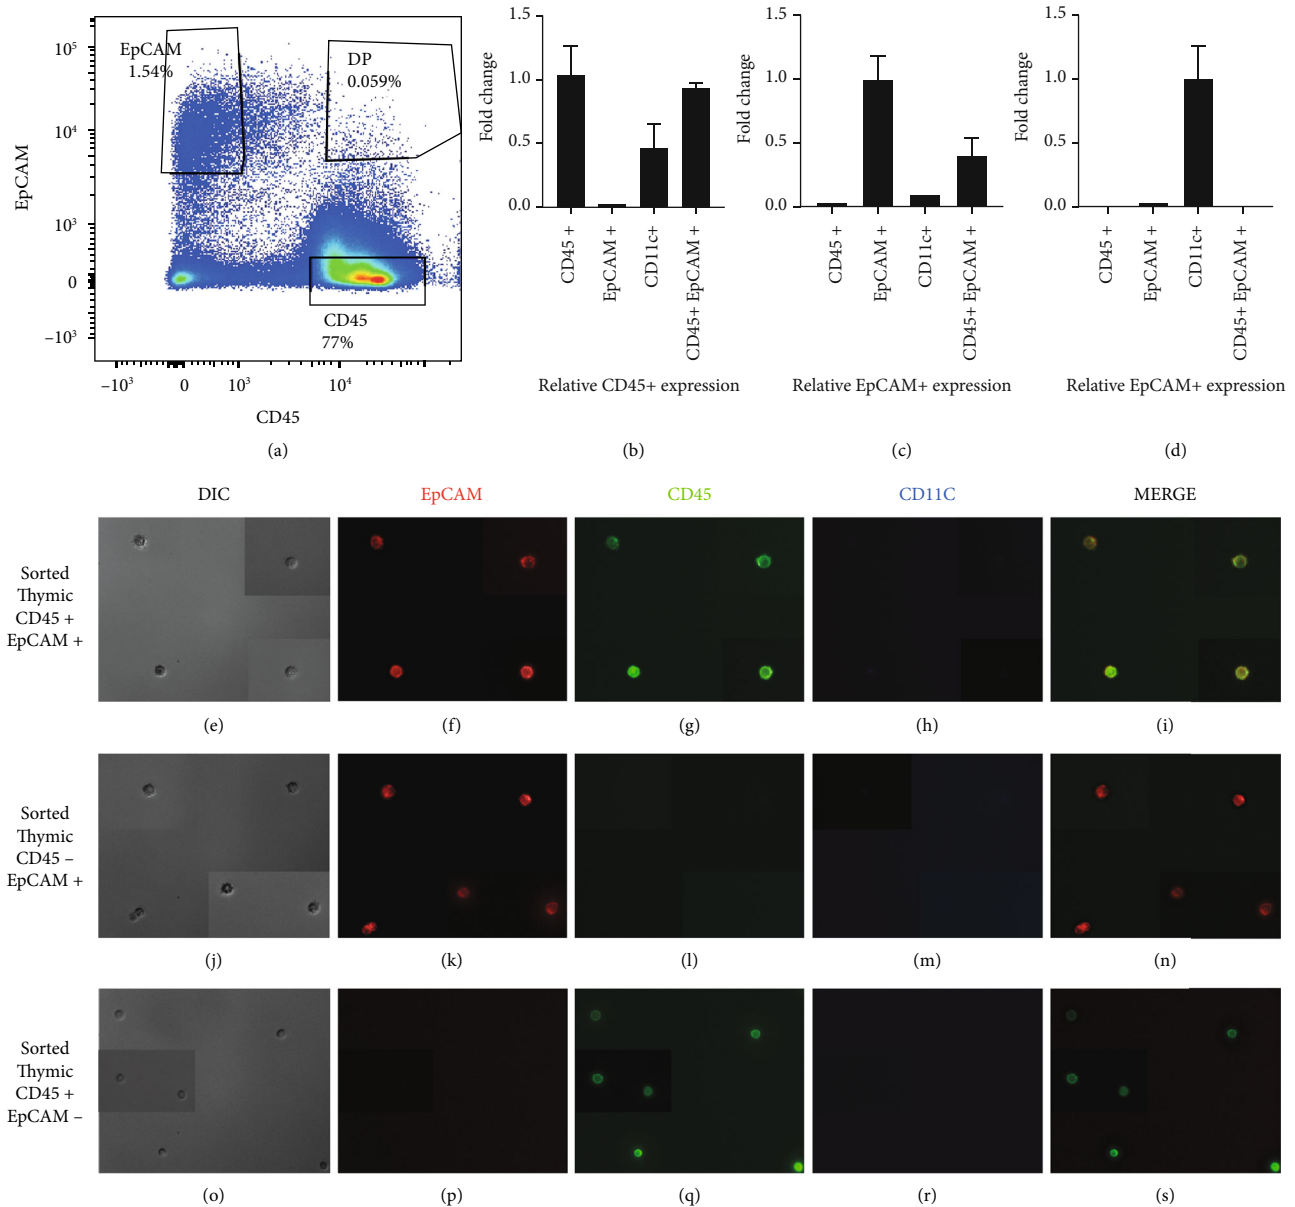 EpCAM
1.54%
DP
0.059%
CD45
77%
EpCAM
10⁵
10⁴
10³
0
–10³
–10³
0
10³
10⁴
CD45
(a)
Fold change
1.5
1.0
0.5
0.0
CD45 +
EpCAM +
CD11c+
CD45+ EpCAM +
Relative CD45+ expression
(b)
Fold change
1.5
1.0
0.5
0.0
CD45 +
EpCAM +
CD11c+
CD45+ EpCAM +
Relative EpCAM+ expression
(c)
Fold change
1.5
1.0
0.5
0.0
CD45 +
EpCAM +
CD11c+
CD45+ EpCAM +
Relative EpCAM+ expression
(d)
DIC
EpCAM
CD45
CD11C
MERGE
Sorted
Thymic
CD45 +
EpCAM +
(e)
(f)
(g)
(h)
(i)
Sorted
Thymic
CD45 –
EpCAM +
(j)
(k)
(l)
(m)
(n)
Sorted
Thymic
CD45 +
EpCAM –
(o)
(p)
(q)
(r)
(s)